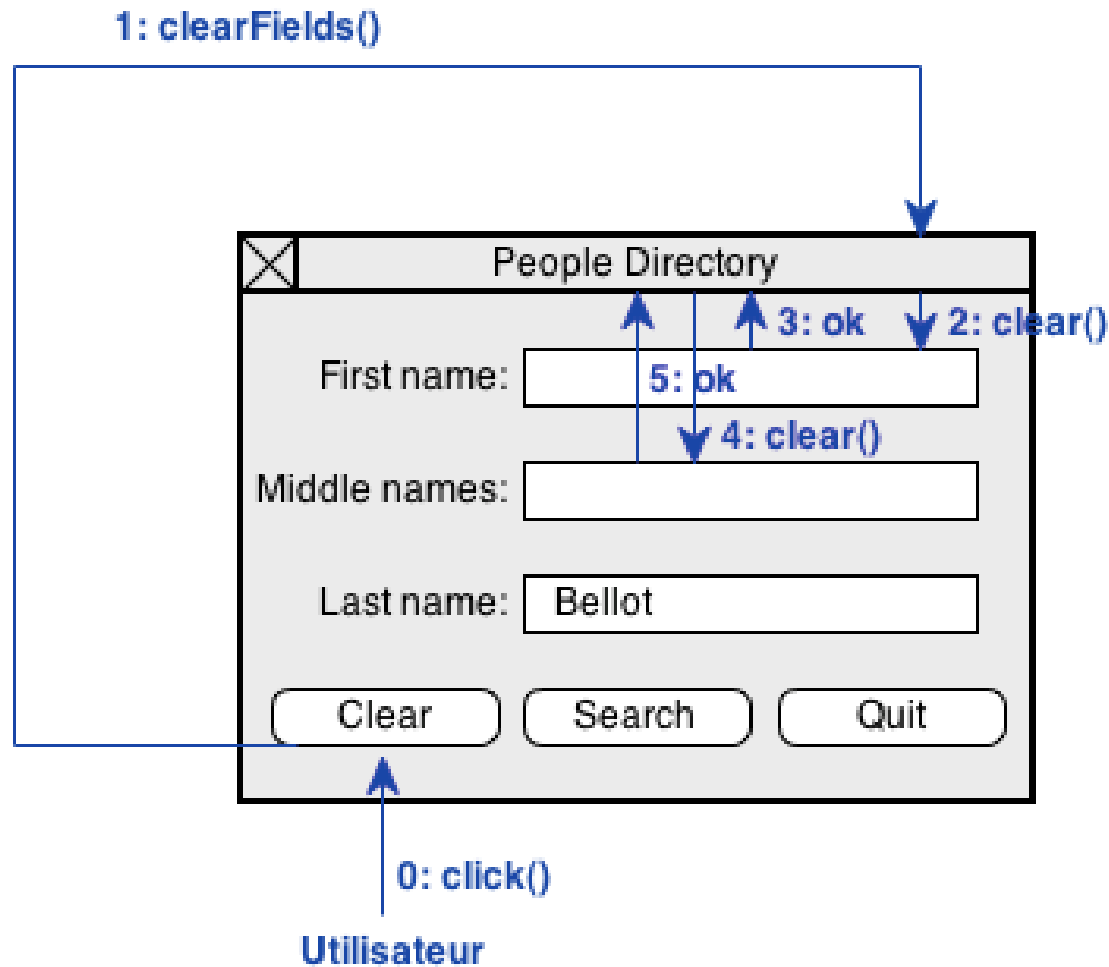 1: clearFields()
People Directory
3: ok
2: clear()
First name:
5: ok
4: clear()
Middle names:
Last name: Bellot
Clear Search Quit
0: click()
Utilisateur